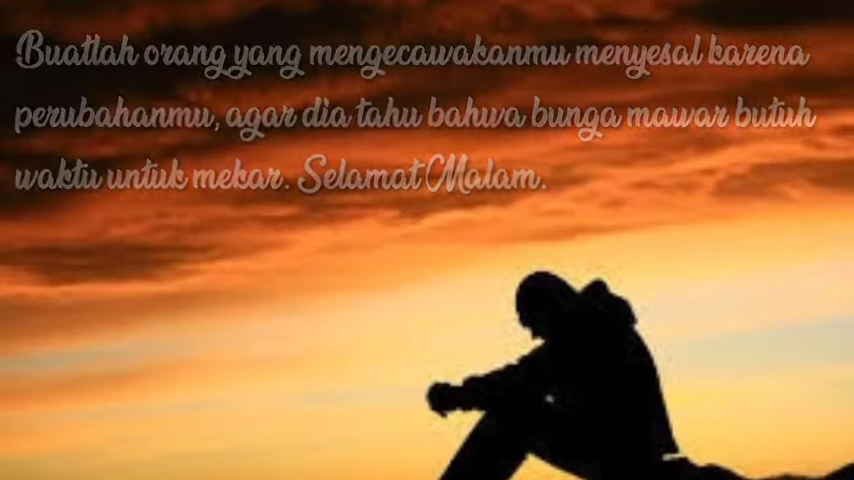 Buatlah orang yang mengecawakanmu menyesal karena
perubahanmu, agar dia tahu bahwa bunga mawar butuh
waktu untuk mekar. Selamat Malam.